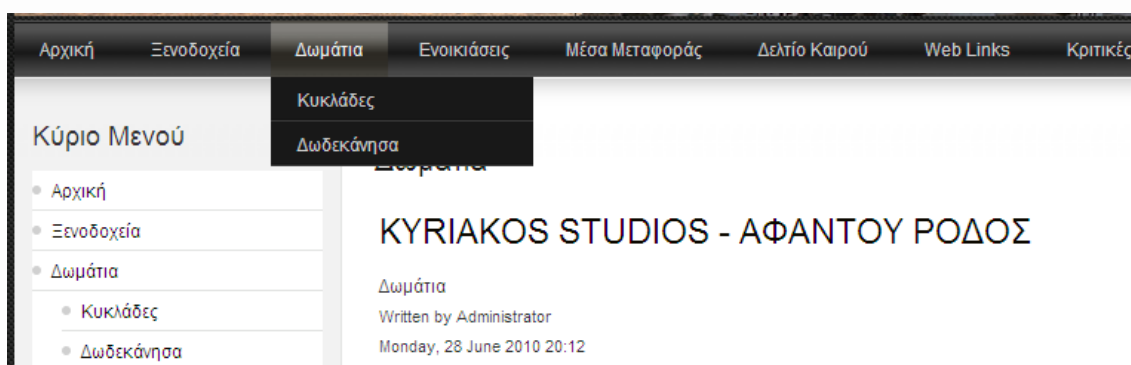 Αρχική Ξενοδοχεία Δωμάτια Ενοικιάσεις Μέσα Μεταφοράς Δελτίο Καιρού Web Links Κριτικές
Κυκλάδες
Δωδεκάνησα
Κύριο Μενού
Αρχική
Ξενοδοχεία
Δωμάτια
Κυκλάδες
Δωδεκάνησα
Δωμάτια
KYRIAKOS STUDIOS - ΑΦΑΝΤΟΥ ΡΟΔΟΣ
Δωμάτια
Written by Administrator
Monday, 28 June 2010 20:12